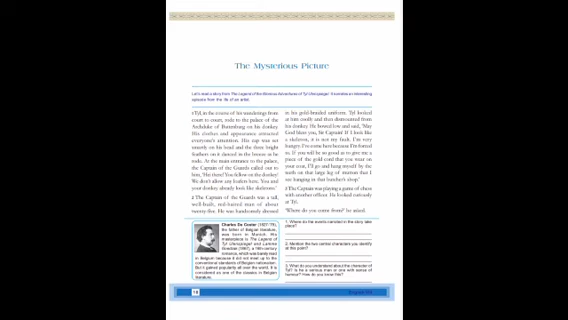 The Mysterious Picture
Let's read a story from The Legend of the Glorious Adventures of Tyl Ulenspiegel. It narrates an interesting
episode from the life of an artist.
1 Tyl, in the course of his wanderings from
court to court, rode to the palace of the
Archduke of Battenburg on his donkey.
His clothes and appearance attracted
everyone's attention. His cap was set
smartly on his head and the three bright
feathers on it danced in the breeze as he
rode. At the main entrance to the palace,
the Captain of the Guards called out to
him, 'Hey there! You fellow on the donkey!
We don't allow any loafers here. You and
your donkey already look like skeletons.'
2 The Captain of the Guards was a tall,
well-built, red-haired man of about
twenty-five. He was handsomely dressed
in his gold-braided uniform. Tyl looked
at him coolly and then dismounted from
his donkey. He bowed low and said, 'May
God bless you, Sir Captain! If I look like
a skeleton, it is not my fault. I'm very
hungry. I've come here because I'm forced
to. If you will be so good as to give me a
piece of the gold cord that you wear on
your coat, I'll go and hang myself by the
teeth on that large leg of mutton that I
see hanging in that butcher's shop.'
3 The Captain was playing a game of chess
with another officer. He looked curiously
at Tyl.
'Where do you come from?' he asked.
Charles De Coster (1827-79),
the father of Belgian literature,
was born in Munich. His
masterpiece is 'The Legend of
Tyl Ulenspiegel and Lamme
Goedzak (1867), a 16th-century
romance, which was barely read
in Belgium because it did not meet up to the
conventional standards of Belgian nationalism.
But it gained popularity all over the world. It is
considered as one of the classics in Belgian
literature.
1. Where do the events narrated in the story take
place?
2. Mention the two central characters you identify
at this point?
3. What do you understand about the character of
Tyl? Is he a serious man or one with sense of
humour? How do you know this?
English VIII